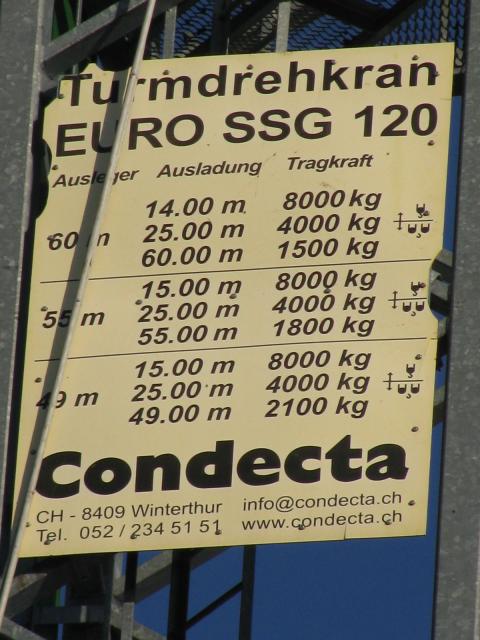 Turmdrehkran
EURO SSG 120
Ausleger Ausladung Tragkraft
14.00 m 8000 kg
60 m 25.00 m 4000 kg
60.00 m 1500 kg
15.00 m 8000 kg
55 m 25.00 m 4000 kg
55.00 m 1800 kg
15.00 m 8000 kg
49 m 25.00 m 4000 kg
49.00 m 2100 kg
Condecta
CH - 8409 Winterthur info@condecta.ch
Tel. 052 / 234 51 51 www.condecta.ch